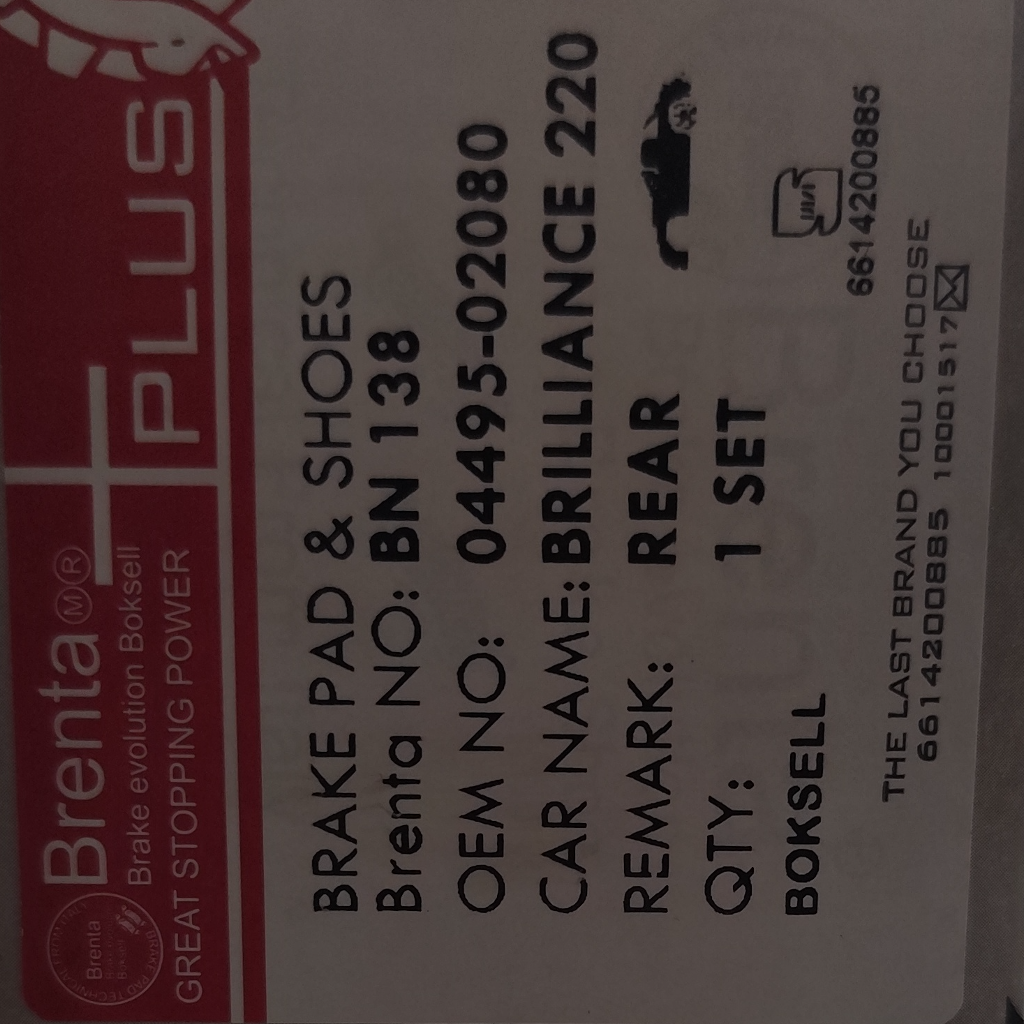 Brenta M R
Brake evolution Boksell
GREAT STOPPING POWER
PLUS
Brenta
BRAKE PAD & SHOES
Brenta NO: BN 138
OEM NO: 04495-02080
CAR NAME: BRILLIANCE 220
REMARK: REAR
QTY: 1 SET
BOKSELL
6614200885
THE LAST BRAND YOU CHOOSE
6614200885 10001517